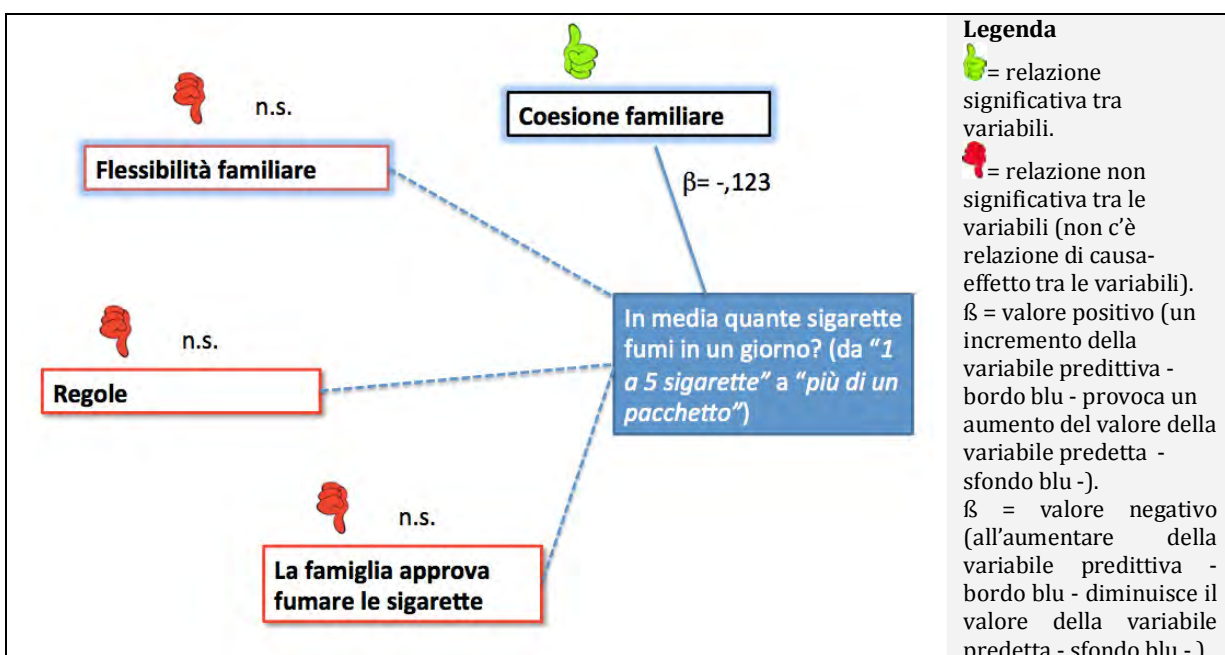 n.s.
Flessibilità familiare
Coesione familiare
β= -,123
n.s.
Regole
In media quante sigarette
fumi in un giorno? (da "1
a 5 sigarette" a "più di un
pacchetto")
n.s.
La famiglia approva
fumare le sigarette
Legenda
= relazione
significativa tra
variabili.
= relazione non
significativa tra le
variabili (non c’è
relazione di causa-
effetto tra le variabili).
ß = valore positivo (un
incremento della
variabile predittiva -
bordo blu - provoca un
aumento del valore della
variabile predetta -
sfondo blu -).
ß = valore negativo
(all’aumentare della
variabile predittiva -
bordo blu - diminuisce il
valore della variabile
predetta - sfondo blu - )